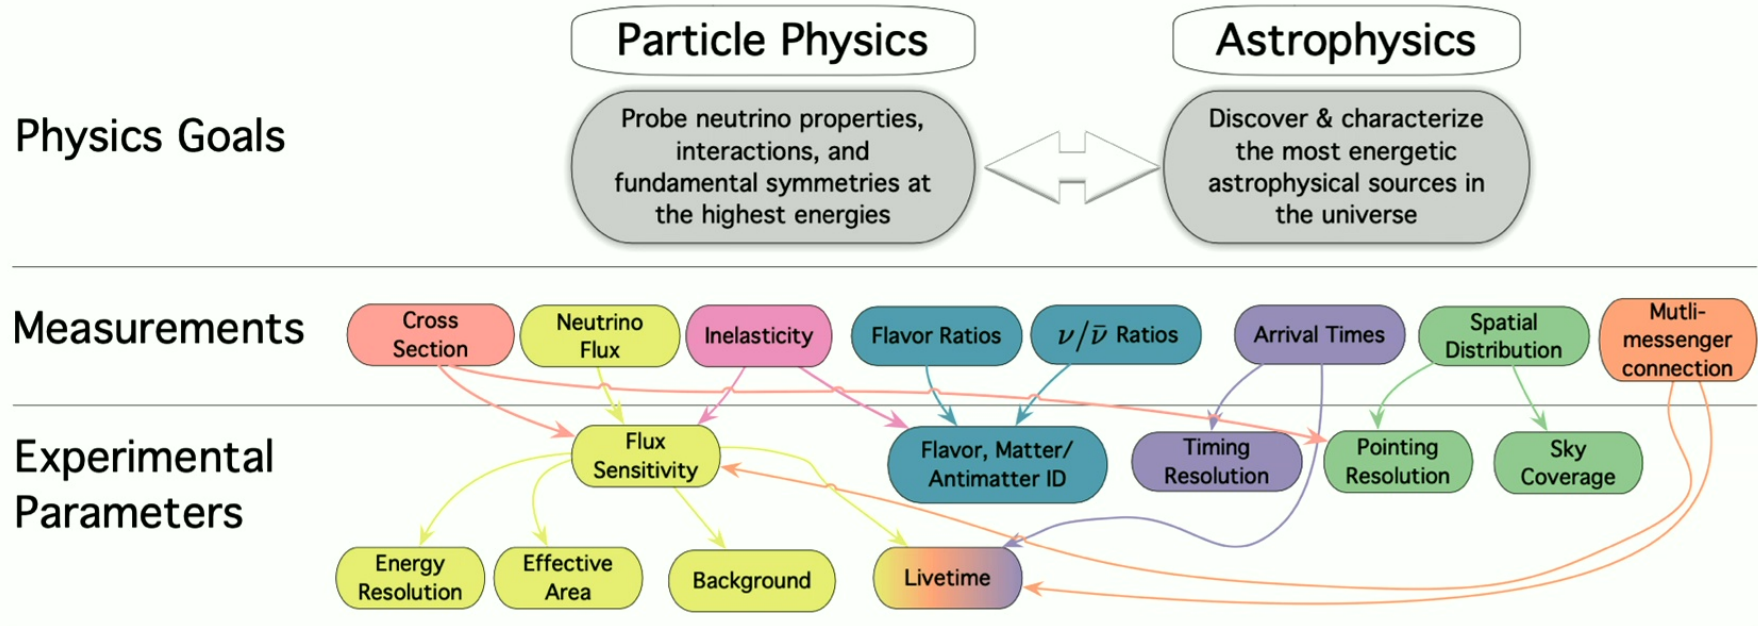 Particle Physics
Astrophysics
Physics Goals
Probe neutrino properties,
interactions, and
fundamental symmetries at
the highest energies
Discover & characterize
the most energetic
astrophysical sources in
the universe
Measurements
Cross
Section
Neutrino
Flux
Inelasticity
Flavor Ratios
ν/ν̄ Ratios
Arrival Times
Spatial
Distribution
Mutli-
messenger
connection
Experimental
Parameters
Flux
Sensitivity
Flavor, Matter/
Antimatter ID
Timing
Resolution
Pointing
Resolution
Sky
Coverage
Energy
Resolution
Effective
Area
Background
Livetime